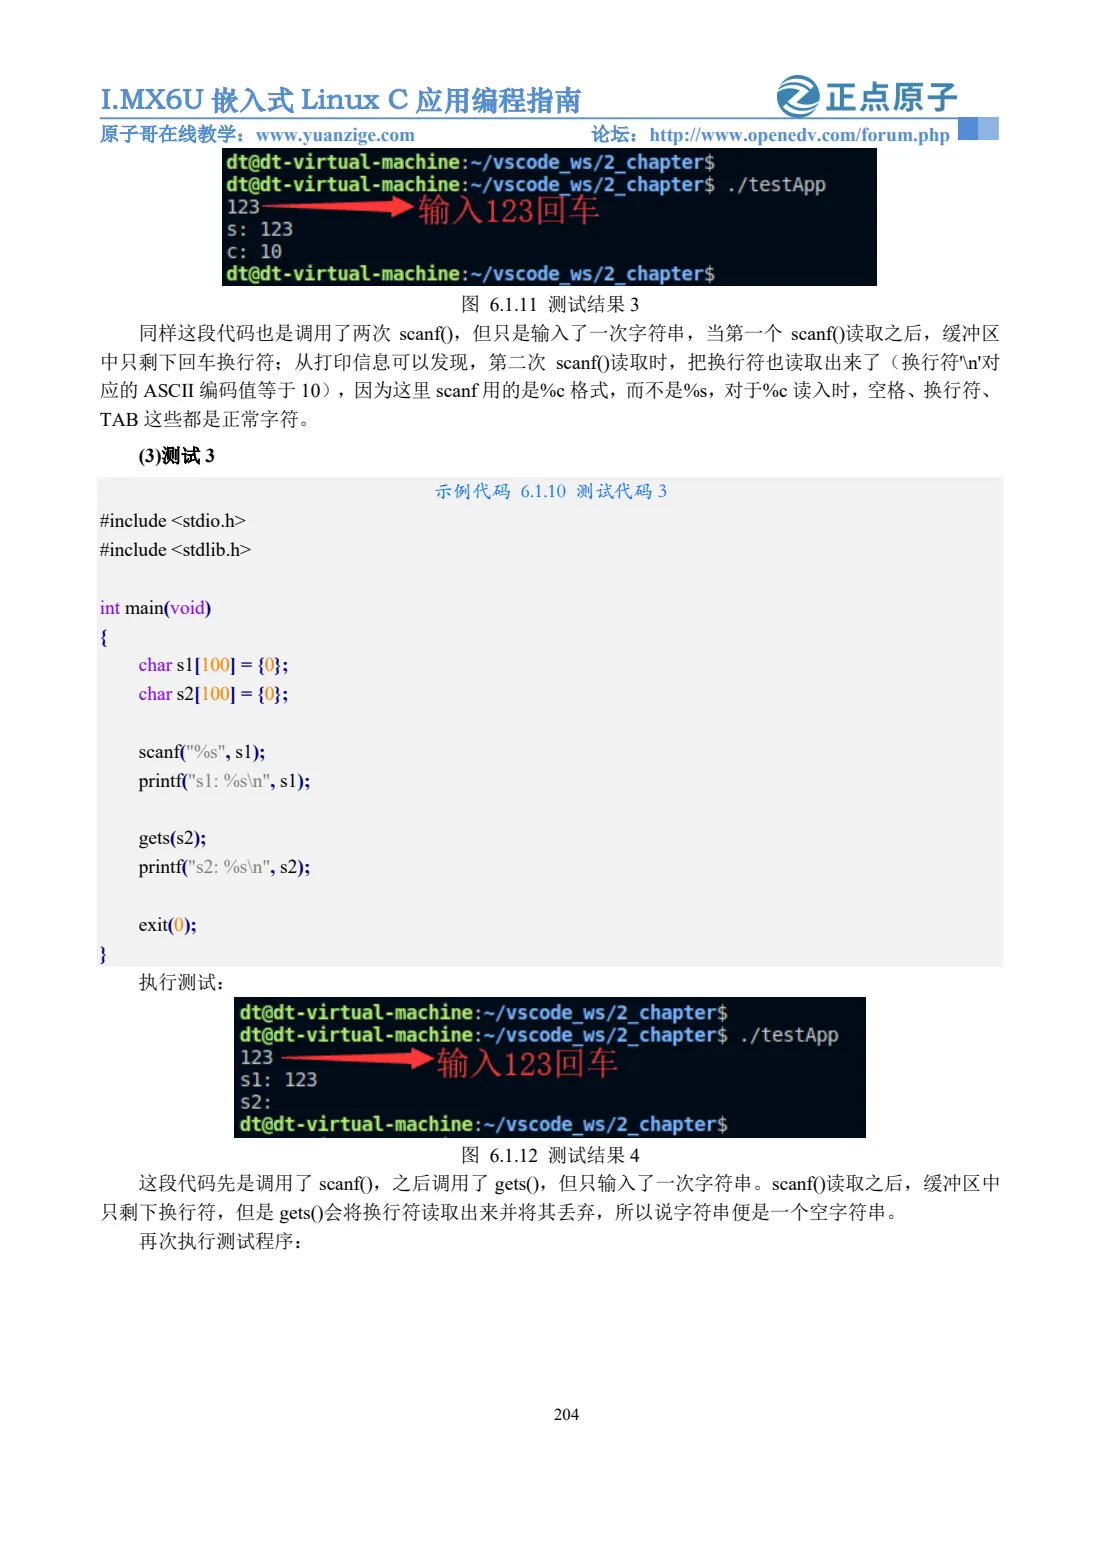 I.MX6U 嵌入式 Linux C 应用编程指南
正点原子
原子哥在线教学：www.yuanzige.com 论坛：http://www.openedv.com/forum.php
dt@dt-virtual-machine:~/vscode_ws/2_chapter$
dt@dt-virtual-machine:~/vscode_ws/2_chapter$ ./testApp
123 输入123回车
s: 123
c: 10
dt@dt-virtual-machine:~/vscode_ws/2_chapter$
图 6.1.11 测试结果 3
同样这段代码也是调用了两次 scanf()，但只是输入了一次字符串，当第一个 scanf()读取之后，缓冲区
中只剩下回车换行符；从打印信息可以发现，第二次 scanf()读取时，把换行符也读取出来了（换行符'\n'对
应的 ASCII 编码值等于 10），因为这里 scanf 用的是%c 格式，而不是%s，对于%c 读入时，空格、换行符、
TAB 这些都是正常字符。
(3)测试 3
示例代码 6.1.10 测试代码 3
#include <stdio.h>
#include <stdlib.h>
int main(void)
{
char s1[100] = {0};
char s2[100] = {0};
scanf("%s", s1);
printf("s1: %s\n", s1);
gets(s2);
printf("s2: %s\n", s2);
exit(0);
}
执行测试：
dt@dt-virtual-machine:~/vscode_ws/2_chapter$
dt@dt-virtual-machine:~/vscode_ws/2_chapter$ ./testApp
123 输入123回车
s1: 123
s2:
dt@dt-virtual-machine:~/vscode_ws/2_chapter$
图 6.1.12 测试结果 4
这段代码先是调用了 scanf()，之后调用了 gets()，但只输入了一次字符串。scanf()读取之后，缓冲区中
只剩下换行符，但是 gets()会将换行符读取出来并将其丢弃，所以说字符串便是一个空字符串。
再次执行测试程序：
204